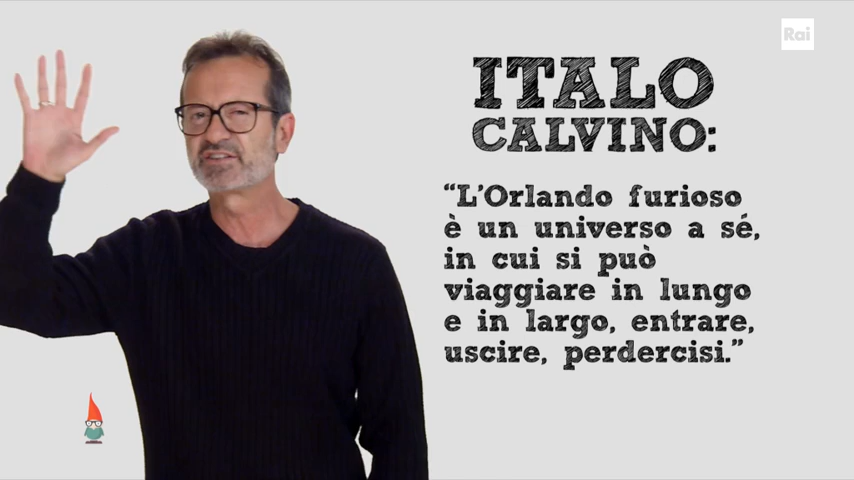 Rai
ITALO
CALVINO:
“L’Orlando furioso
è un universo a sé,
in cui si può
viaggiare in lungo
e in largo, entrare,
uscire, perdercisi.”